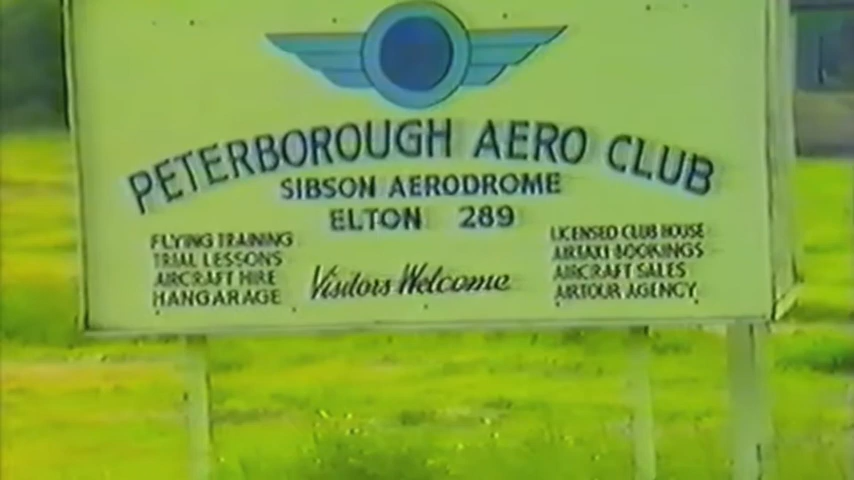 PETERBOROUGH AERO CLUB
SIBSON AERODROME
ELTON 289
FLYING TRAINING
TRIAL LESSONS
AIRCRAFT HIRE
HANGARAGE
Visitors Welcome
LICENSED CLUB HOUSE
AIRTAXI BOOKINGS
AIRCRAFT SALES
AIRTOUR AGENCY